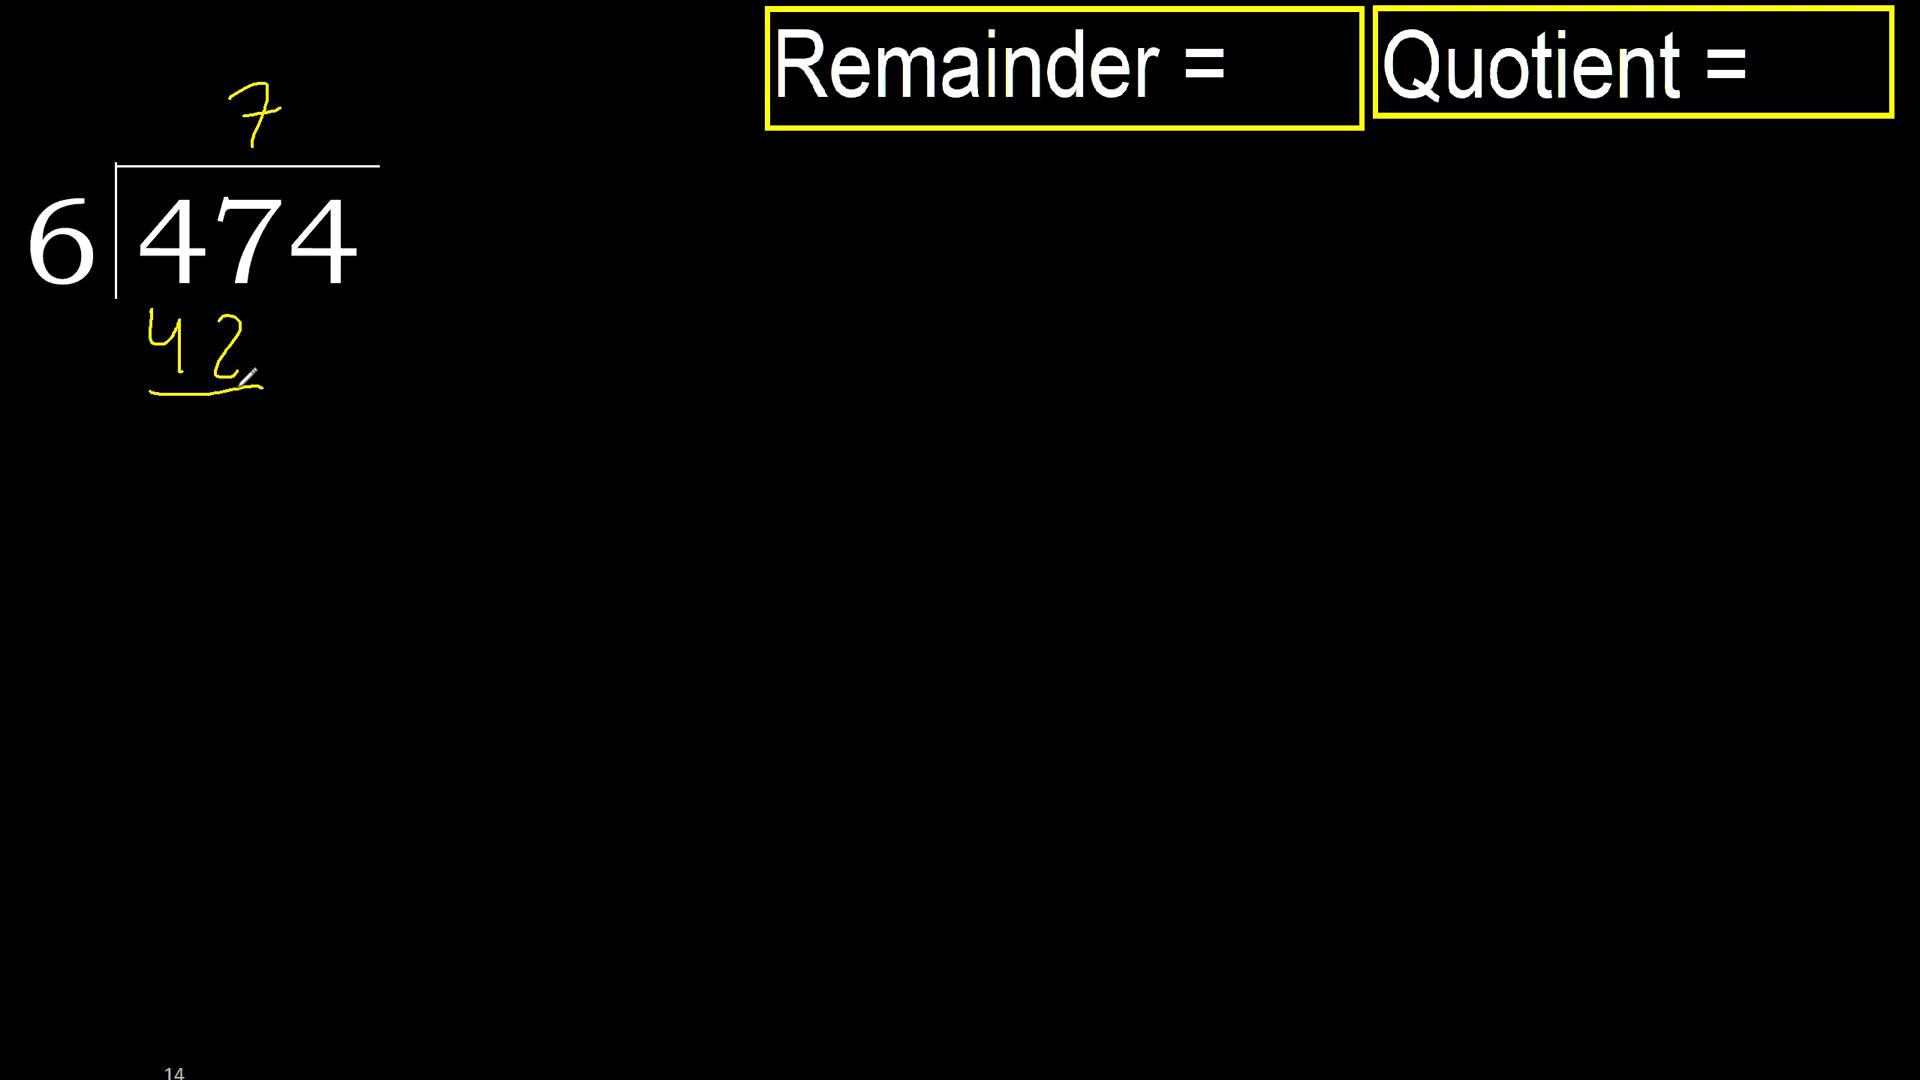 Remainder =
Quotient =
7
6 474
42
14